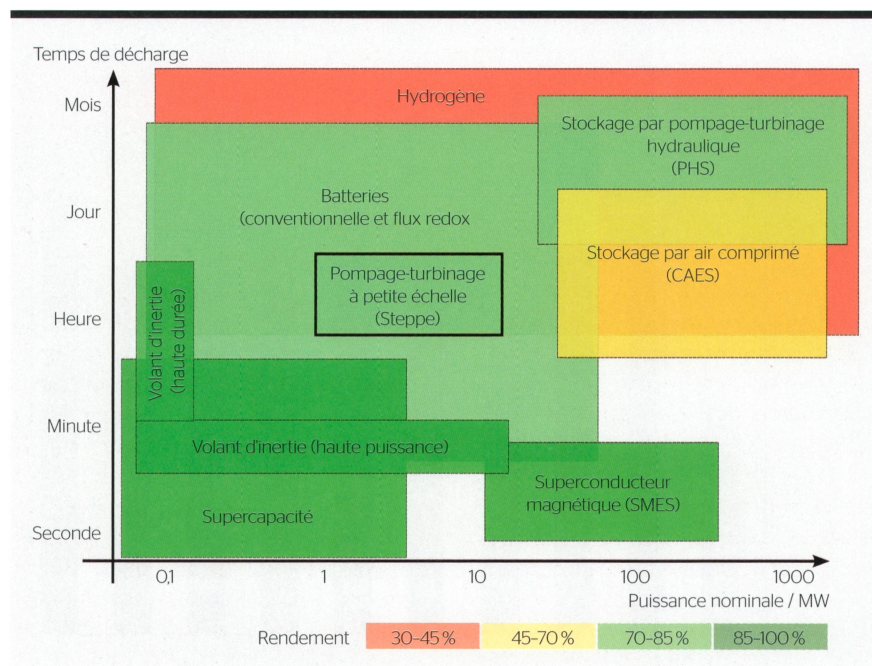 Temps de décharge
Mois
Hydrogène
Stockage par pompage-turbinage
hydraulique
(PHS)
Batteries
(conventionnelle et flux redox
Jour
Stockage par air comprimé
(CAES)
Pompage-turbinage
à petite échelle
(Steppe)
Volant d'inertie
(haute durée)
Heure
Minute
Volant d'inertie (haute puissance)
Superconducteur
magnétique (SMES)
Supercapacité
Seconde
0,1 1 10 100 1000
Puissance nominale / MW
Rendement 30-45 % 45-70 % 70-85 % 85-100 %